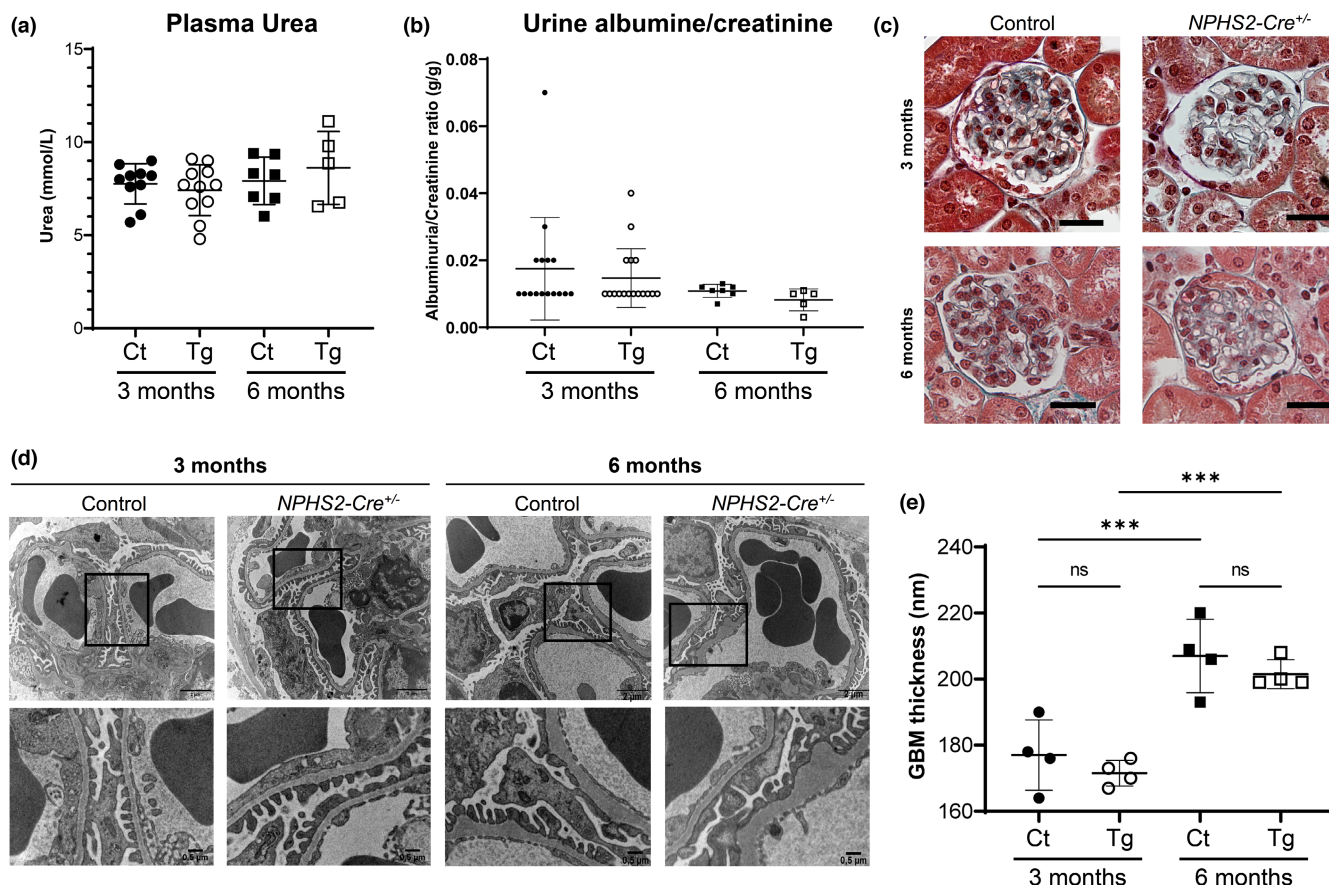 (a)
Plasma Urea
Urea (mmol/L)
15
10
5
0
Ct
Tg
Ct
Tg
3 months
6 months
(b)
Urine albumine/creatinine
Albuminuria/Creatinine ratio (g/g)
0.08
0.06
0.04
0.02
0.00
Ct
Tg
Ct
Tg
3 months
6 months
(c)
Control
NPHS2-Cre+/-
3 months
6 months
(d)
3 months
6 months
Control
NPHS2-Cre+/-
Control
NPHS2-Cre+/-
2 µm
2 µm
0,5 µm
0,5 µm
0,5 µm
0,5 µm
(e)
***
***
ns
ns
GBM thickness (nm)
240
220
200
180
160
Ct
Tg
Ct
Tg
3 months
6 months